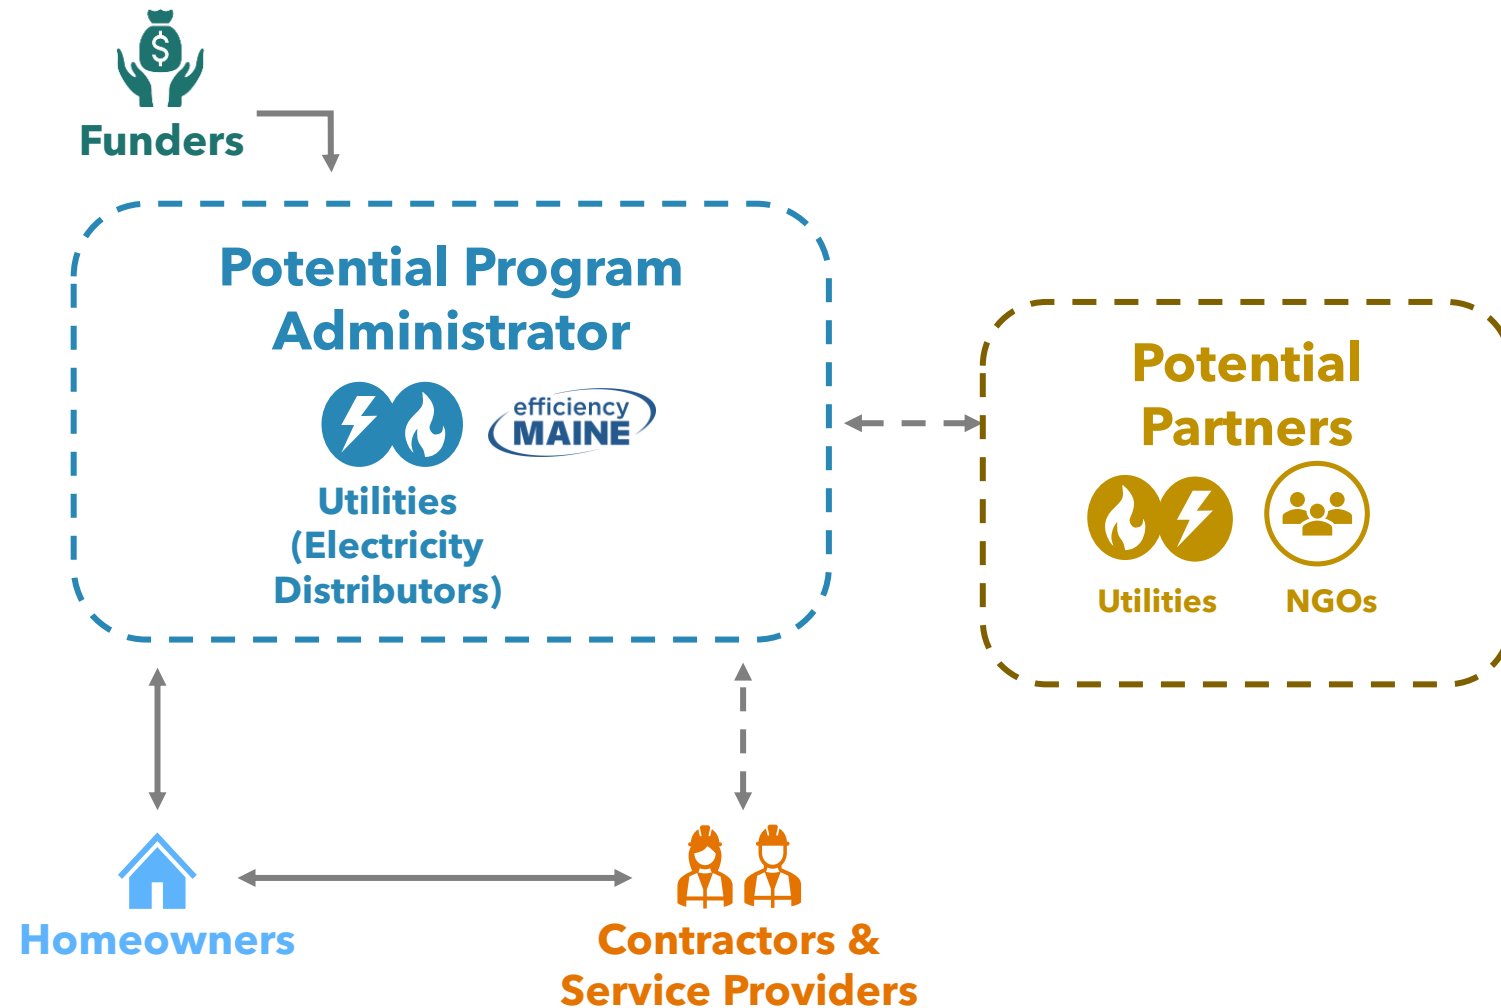 $
Funders
Potential Program
Administrator
efficiency
MAINE
Utilities
(Electricity
Distributors)
Potential
Partners
Utilities
NGOs
Homeowners
Contractors &
Service Providers